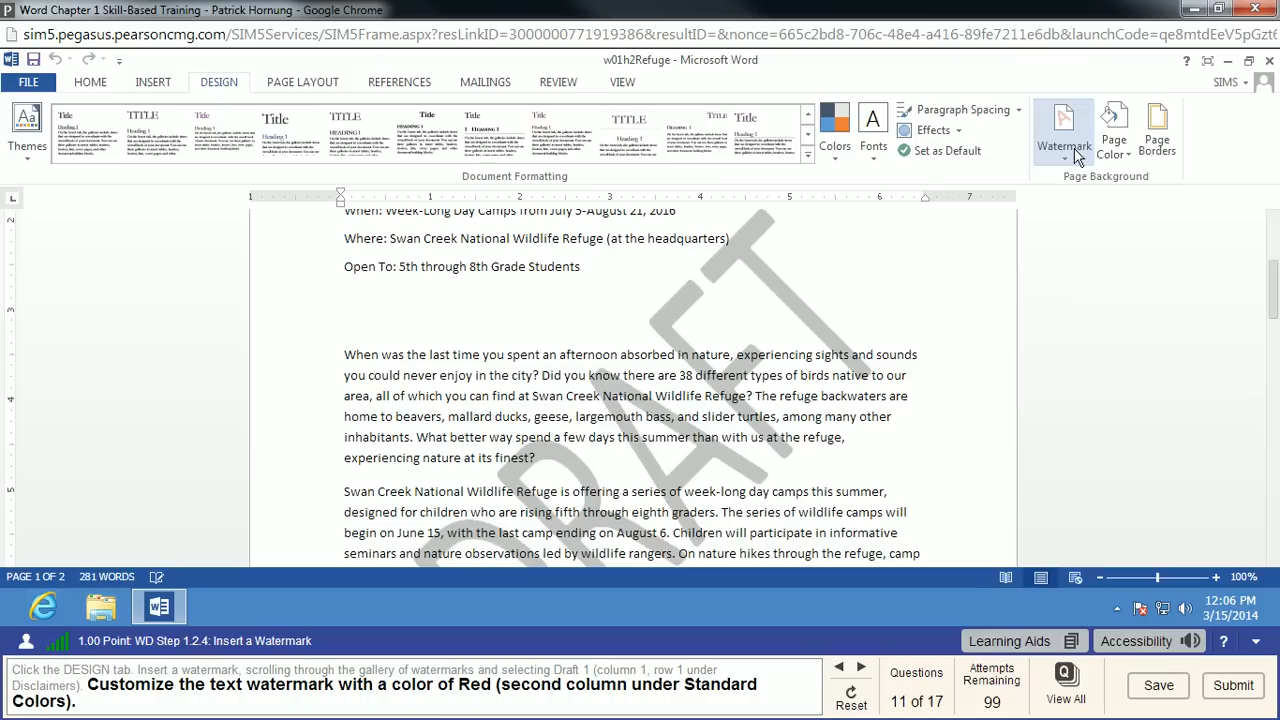 Word Chapter 1 Skill-Based Training - Patrick Hornung - Google Chrome
sim5.pegasus.pearsoncmg.com/SIM5Services/SIM5Frame.aspx?resLinkID=3000000771919386&resultID=&nonce=665c2bd8-706c-48e4-a416-89fe7211e6db&launchCode=qe8mtdEeV5pGzt6
w01h2Refuge - Microsoft Word
FILE HOME INSERT DESIGN PAGE LAYOUT REFERENCES MAILINGS REVIEW VIEW SIMS
Themes
Colors
Fonts
Paragraph Spacing
Effects
Set as Default
Watermark
Page Color
Page Borders
Document Formatting
Page Background
When: Week-Long Day Camps from July 5-August 21, 2016
Where: Swan Creek National Wildlife Refuge (at the headquarters)
Open To: 5th through 8th Grade Students
When was the last time you spent an afternoon absorbed in nature, experiencing sights and sounds
you could never enjoy in the city? Did you know there are 38 different types of birds native to our
area, all of which you can find at Swan Creek National Wildlife Refuge? The refuge backwaters are
home to beavers, mallard ducks, geese, largemouth bass, and slider turtles, among many other
inhabitants. What better way spend a few days this summer than with us at the refuge,
experiencing nature at its finest?
Swan Creek National Wildlife Refuge is offering a series of week-long day camps this summer,
designed for children who are rising fifth through eighth graders. The series of wildlife camps will
begin on June 15, with the last camp ending on August 6. Children will participate in informative
seminars and nature observations led by wildlife rangers. On nature hikes through the refuge, camp
DRAFT
PAGE 1 OF 2 281 WORDS 100%
12:06 PM
3/15/2014
1.00 Point: WD Step 1.2.4: Insert a Watermark
Learning Aids
Accessibility
Click the DESIGN tab. Insert a watermark, scrolling through the gallery of watermarks and selecting Draft 1 (column 1, row 1 under
Disclaimers). Customize the text watermark with a color of Red (second column under Standard
Colors).
Reset
Questions
11 of 17
Attempts
Remaining
99
View All
Save
Submit